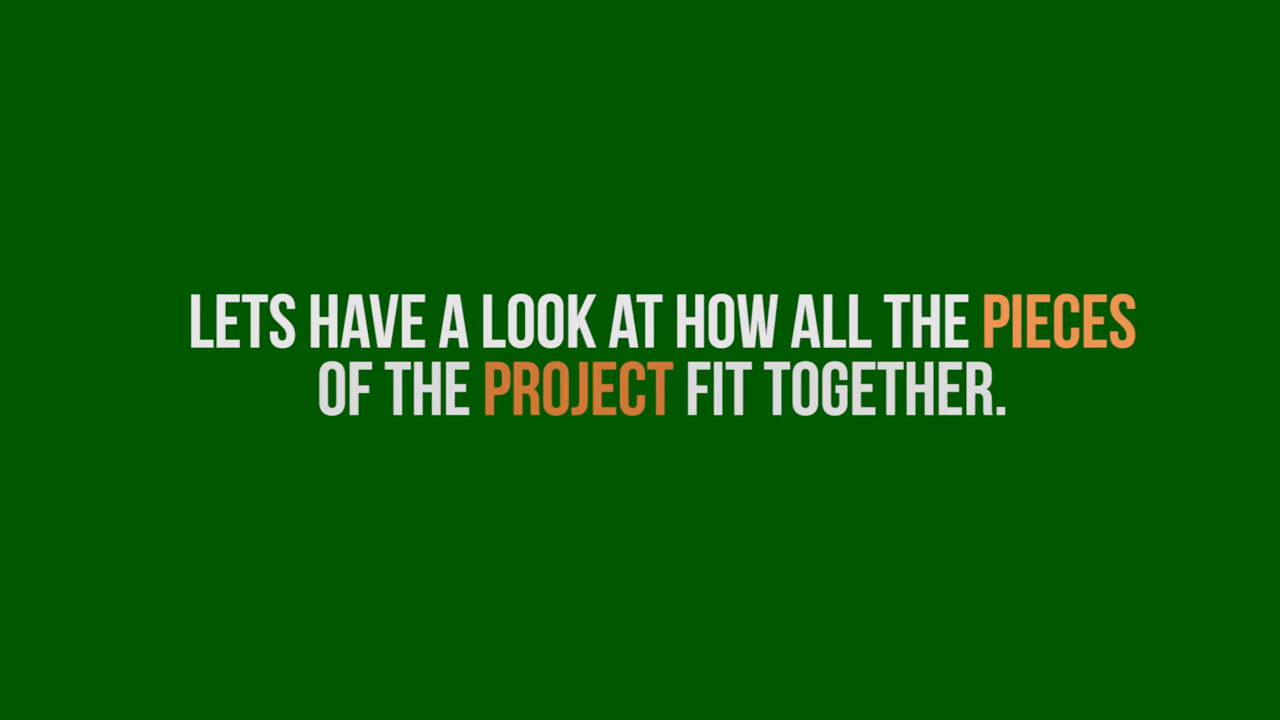 LETS HAVE A LOOK AT HOW ALL THE PIECES
OF THE PROJECT FIT TOGETHER.